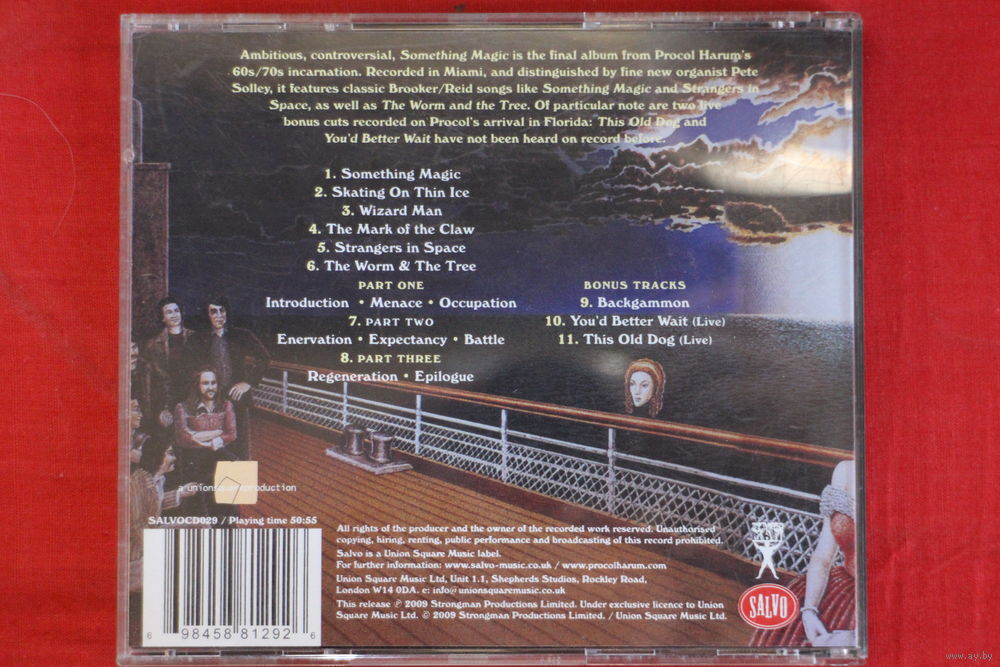 Ambitious, controversial, Something Magic is the final album from Procol Harum's
60s/70s incarnation. Recorded in Miami, and distinguished by fine new organist Pete
Solley, it features classic Brooker/Reid songs like Something Magic and Strangers in
Space, as well as The Worm and the Tree. Of particular note are two live
bonus cuts recorded on Procol's arrival in Florida: This Old Dog and
You'd Better Wait have not been heard on record before.
1. Something Magic
2. Skating On Thin Ice
3. Wizard Man
4. The Mark of the Claw
5. Strangers in Space
6. The Worm & The Tree
PART ONE
Introduction • Menace • Occupation
7. PART TWO
Enervation • Expectancy • Battle
8. PART THREE
Regeneration • Epilogue
BONUS TRACKS
9. Backgammon
10. You'd Better Wait (Live)
11. This Old Dog (Live)
a unionsquareproduction
SALVOCD029 / Playing time 50:55
All rights of the producer and the owner of the recorded work reserved. Unauthorised
copying, hiring, renting, public performance and broadcasting of this record prohibited.
Salvo is a Union Square Music label.
For further information: www.salvo-music.co.uk / www.procolharum.com
Union Square Music Ltd, Unit 1.1, Shepherds Studios, Rockley Road,
London W14 0DA. e: info@unionsquaremusic.co.uk
This release ℗ 2009 Strongman Productions Limited. Under exclusive licence to Union
Square Music Ltd. © 2009 Strongman Productions Limited. / Union Square Music Ltd.
SALVO
6 98458 81292 6
www.ay.by